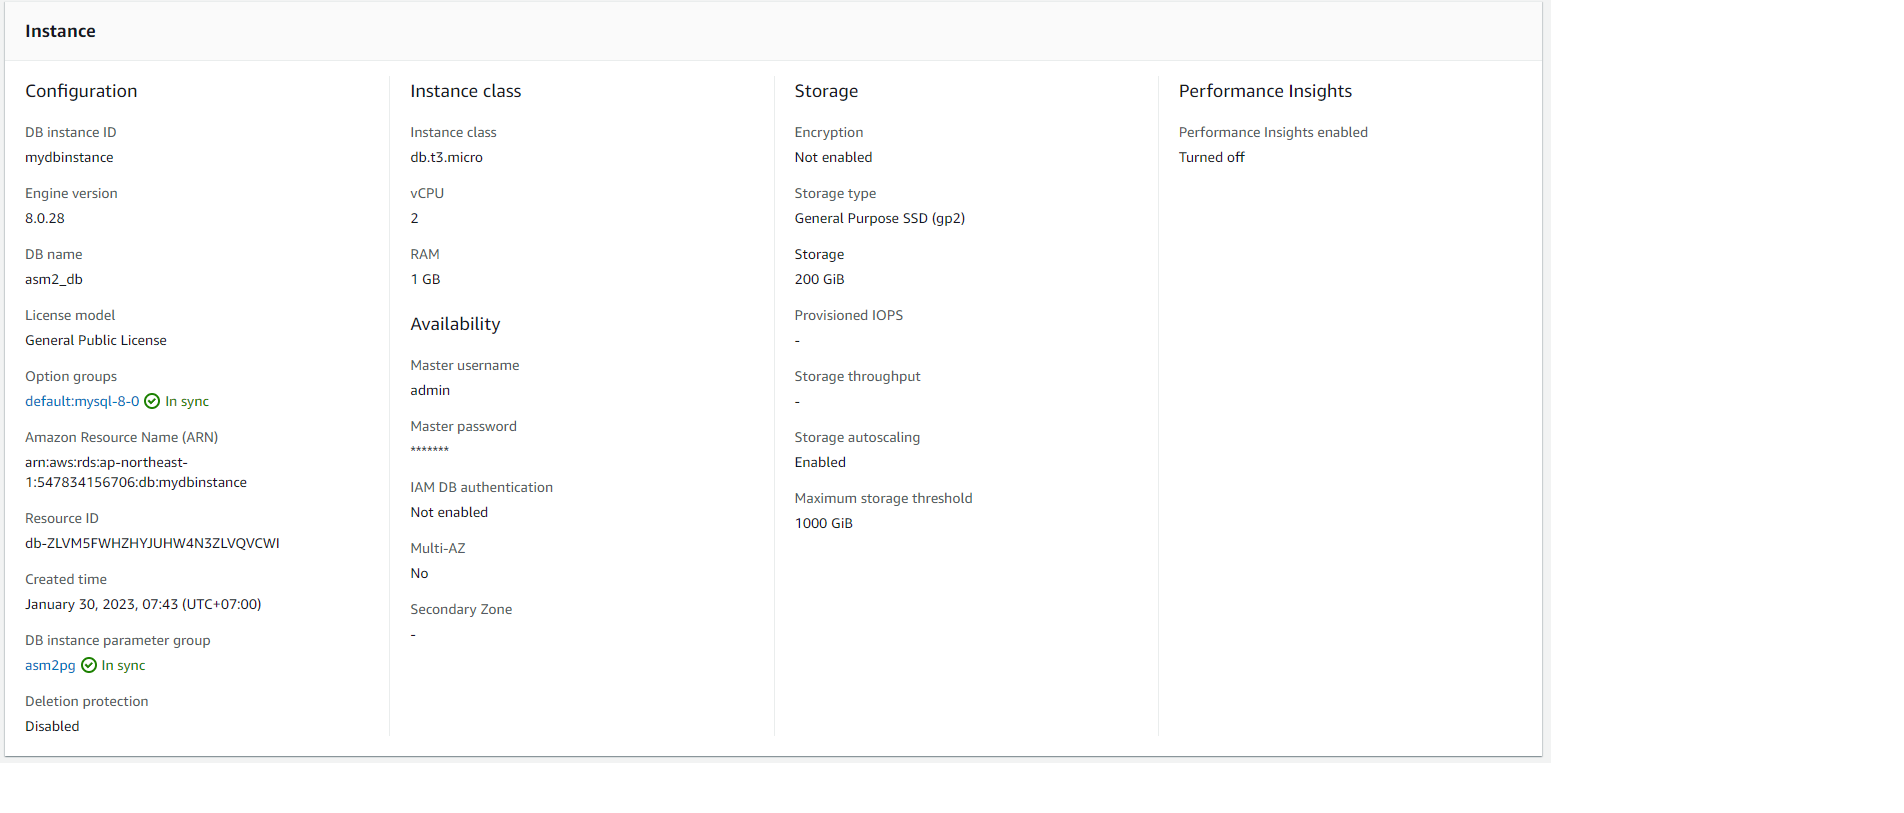 Instance
Configuration
DB instance ID
mydbinstance
Engine version
8.0.28
DB name
asm2_db
License model
General Public License
Option groups
default:mysql-8-0 In sync
Amazon Resource Name (ARN)
arn:aws:rds:ap-northeast-
1:547834156706:db:mydbinstance
Resource ID
db-ZLVM5FWHZHYJUHW4N3ZLVQVCWI
Created time
January 30, 2023, 07:43 (UTC+07:00)
DB instance parameter group
asm2pg In sync
Deletion protection
Disabled
Instance class
Instance class
db.t3.micro
vCPU
2
RAM
1 GB
Availability
Master username
admin
Master password
*******
IAM DB authentication
Not enabled
Multi-AZ
No
Secondary Zone
-
Storage
Encryption
Not enabled
Storage type
General Purpose SSD (gp2)
Storage
200 GiB
Provisioned IOPS
-
Storage throughput
-
Storage autoscaling
Enabled
Maximum storage threshold
1000 GiB
Performance Insights
Performance Insights enabled
Turned off